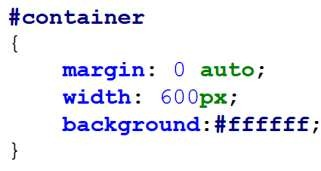 #container
{
    margin: 0 auto;
    width: 600px;
    background:#ffffff;
}